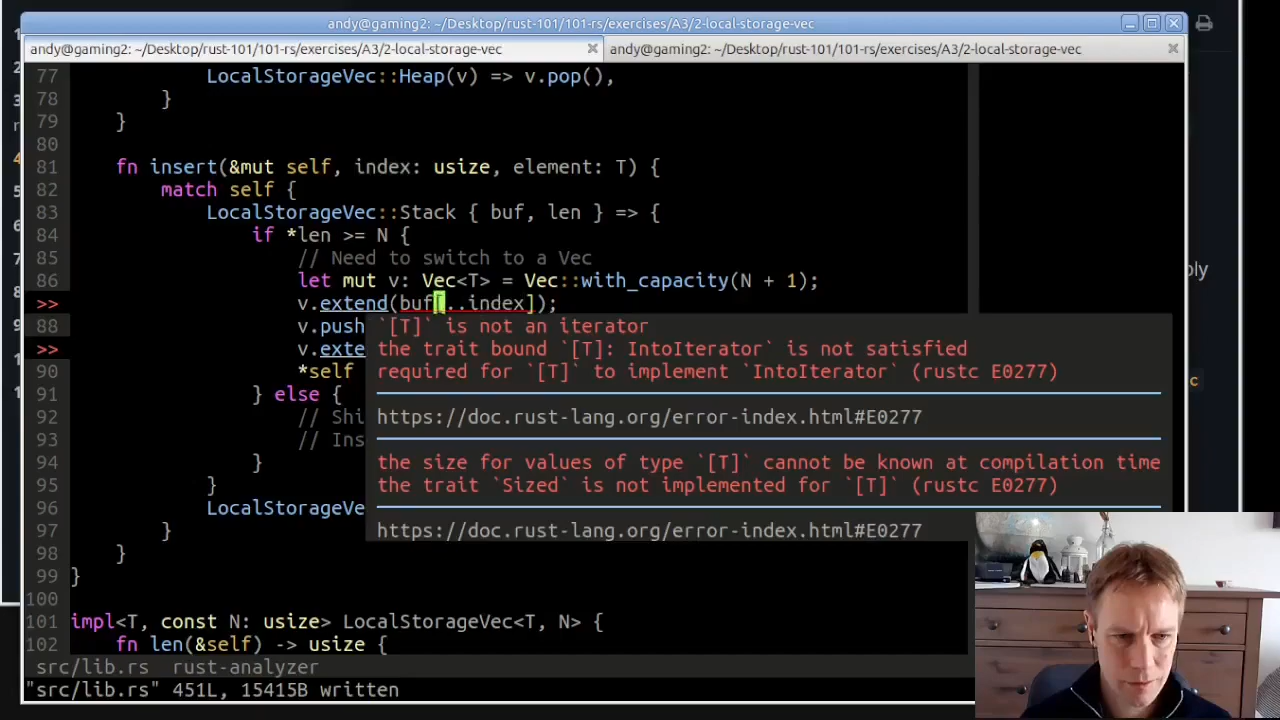 andy@gaming2: ~/Desktop/rust-101/101-rs/exercises/A3/2-local-storage-vec
andy@gaming2: ~/Desktop/rust-101/101-rs/exercises/A3/2-local-storage-vec
andy@gaming2: ~/Desktop/rust-101/101-rs/exercises/A3/2-local-storage-vec
77 LocalStorageVec::Heap(v) => v.pop(),
78 }
79 }
80
81 fn insert(&mut self, index: usize, element: T) {
82 match self {
83 LocalStorageVec::Stack { buf, len } => {
84 if *len >= N {
85 // Need to switch to a Vec
86 let mut v: Vec<T> = Vec::with_capacity(N + 1);
>> v.extend(buf[..index]);
88 v.push
`[T]` is not an iterator
>> v.exte
the trait bound `[T]: IntoIterator` is not satisfied
90 *self
required for `[T]` to implement `IntoIterator` (rustc E0277)
91 } else {
92 // Shi
https://doc.rust-lang.org/error-index.html#E0277
93 // Ins
94 }
the size for values of type `[T]` cannot be known at compilation time
95 }
the trait `Sized` is not implemented for `[T]` (rustc E0277)
96 LocalStorageVe
97 }
https://doc.rust-lang.org/error-index.html#E0277
98 }
99 }
100
101 impl<T, const N: usize> LocalStorageVec<T, N> {
102 fn len(&self) -> usize {
src/lib.rs rust-analyzer
"src/lib.rs" 451L, 15415B written
ply
c